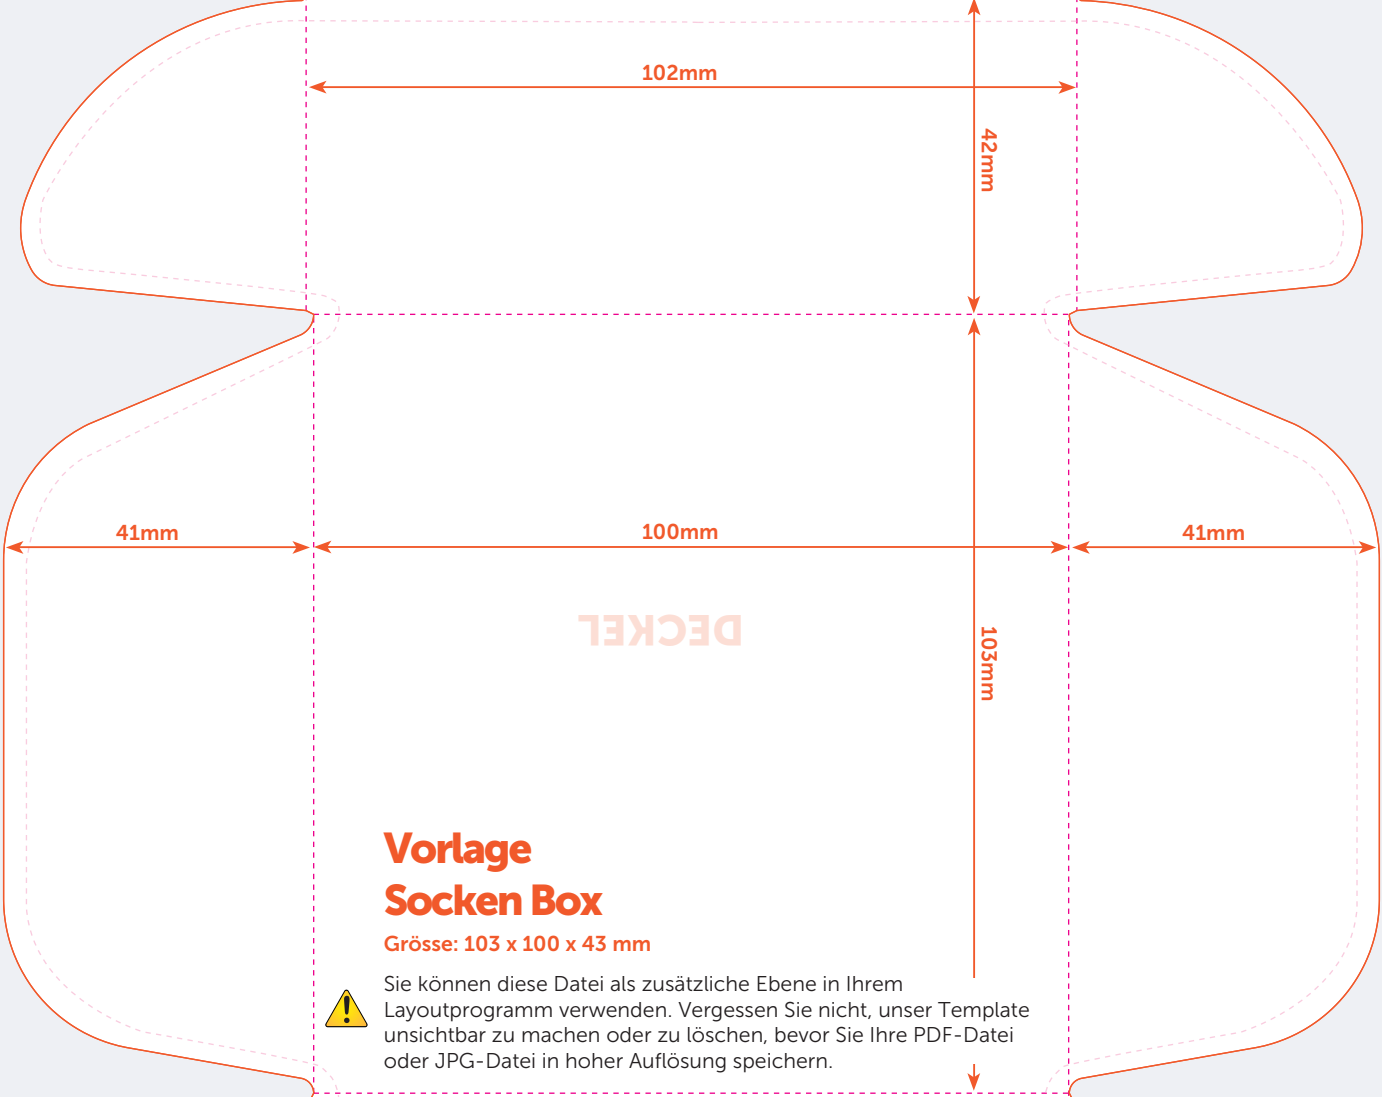 102mm
42mm
41mm
100mm
41mm
DECKEL
103mm
Vorlage
Socken Box
Grösse: 103 x 100 x 43 mm
Sie können diese Datei als zusätzliche Ebene in Ihrem
Layoutprogramm verwenden. Vergessen Sie nicht, unser Template
unsichtbar zu machen oder zu löschen, bevor Sie Ihre PDF-Datei
oder JPG-Datei in hoher Auflösung speichern.